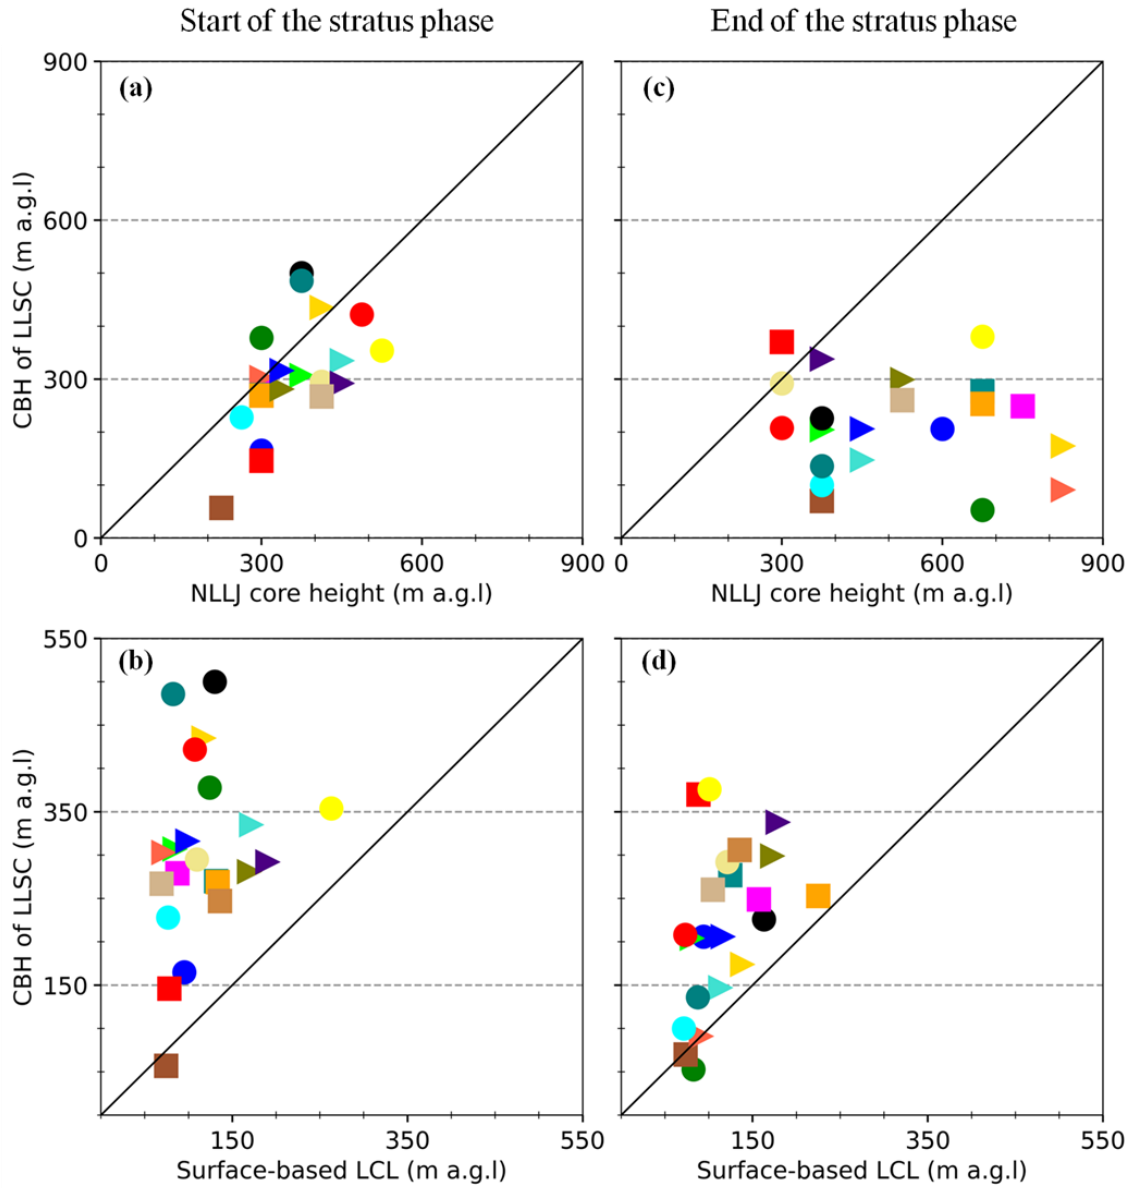 Start of the stratus phase
End of the stratus phase
(a)
900
600
300
0
CBH of LLSC (m a.g.l)
0 300 600 900
NLLJ core height (m a.g.l)
(c)
0 300 600 900
NLLJ core height (m a.g.l)
(b)
550
350
150
CBH of LLSC (m a.g.l)
150 350 550
Surface-based LCL (m a.g.l)
(d)
150 350 550
Surface-based LCL (m a.g.l)